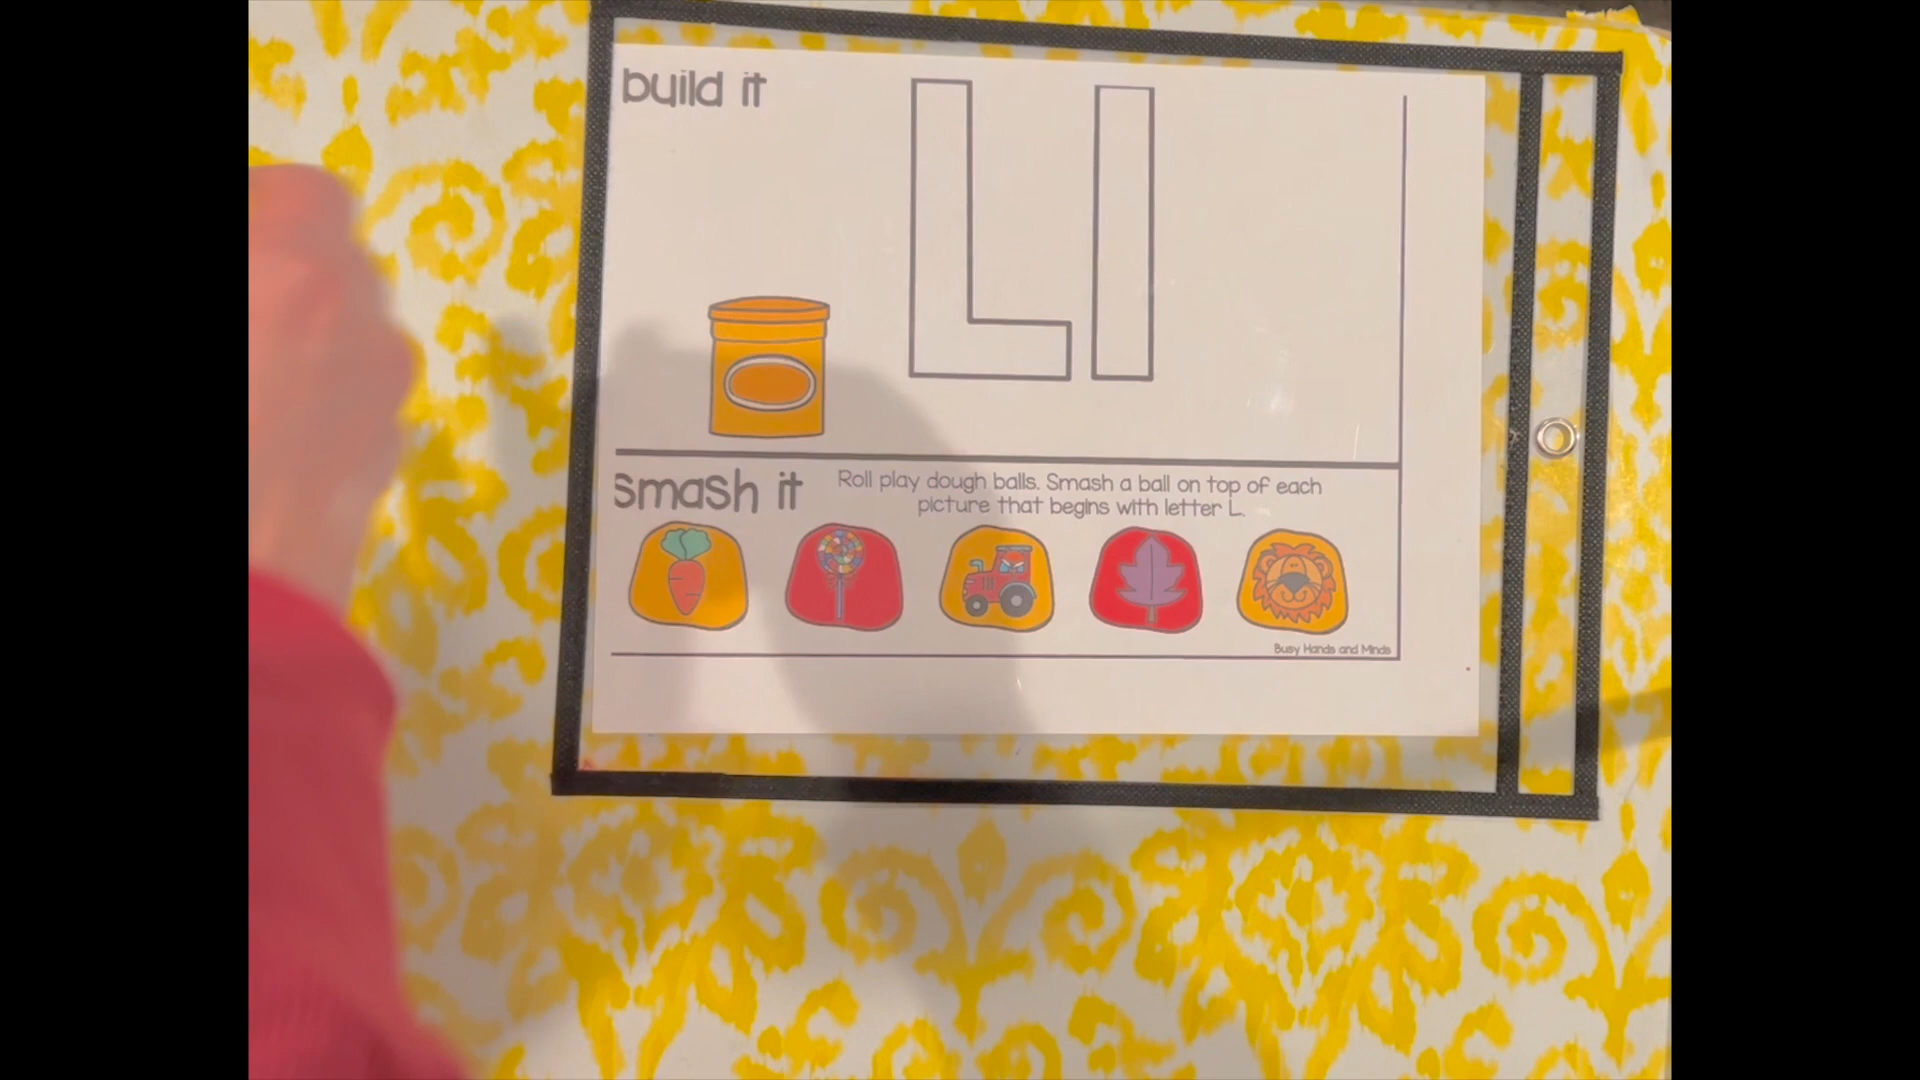 build it
Ll
Smash it
Roll play dough balls. Smash a ball on top of each
picture that begins with letter L.
Busy Hands and Minds